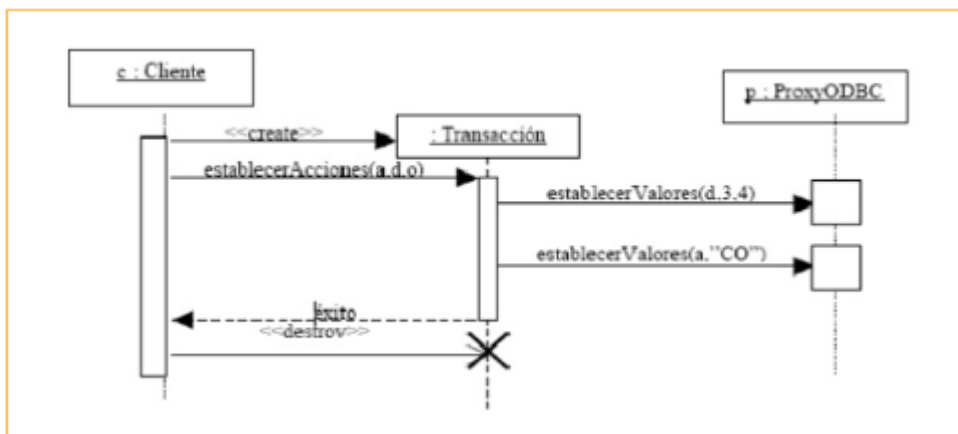 c : Cliente
p : ProxyODBC
<<create>>
: Transacción
establecerAcciones(a,d,o)
establecerValores(d,3,4)
establecerValores(a,"CO")
éxito
<<destroy>>